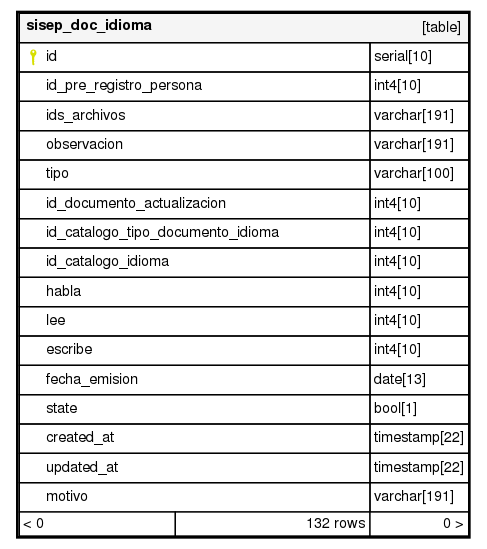 sisep_doc_idioma [table]
id serial[10]
id_pre_registro_persona int4[10]
ids_archivos varchar[191]
observacion varchar[191]
tipo varchar[100]
id_documento_actualizacion int4[10]
id_catalogo_tipo_documento_idioma int4[10]
id_catalogo_idioma int4[10]
habla int4[10]
lee int4[10]
escribe int4[10]
fecha_emision date[13]
state bool[1]
created_at timestamp[22]
updated_at timestamp[22]
motivo varchar[191]
< 0 132 rows 0 >